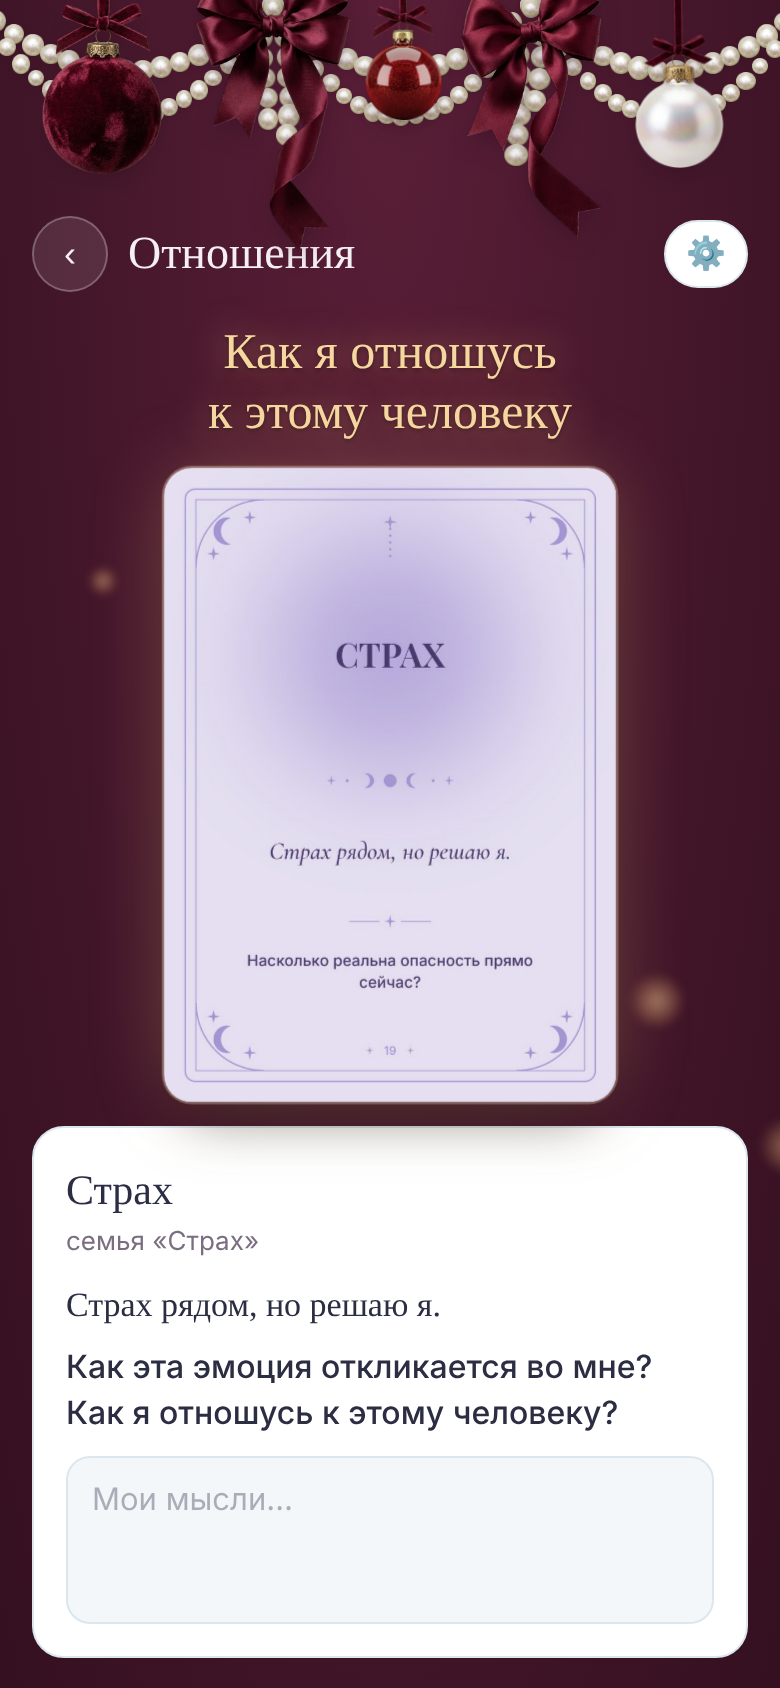 Отношения
Как я отношусь
к этому человеку
СТРАХ
Страх рядом, но решаю я.
Насколько реальна опасность прямо
сейчас?
19
Страх
семья «Страх»
Страх рядом, но решаю я.
Как эта эмоция откликается во мне?
Как я отношусь к этому человеку?
Мои мысли...